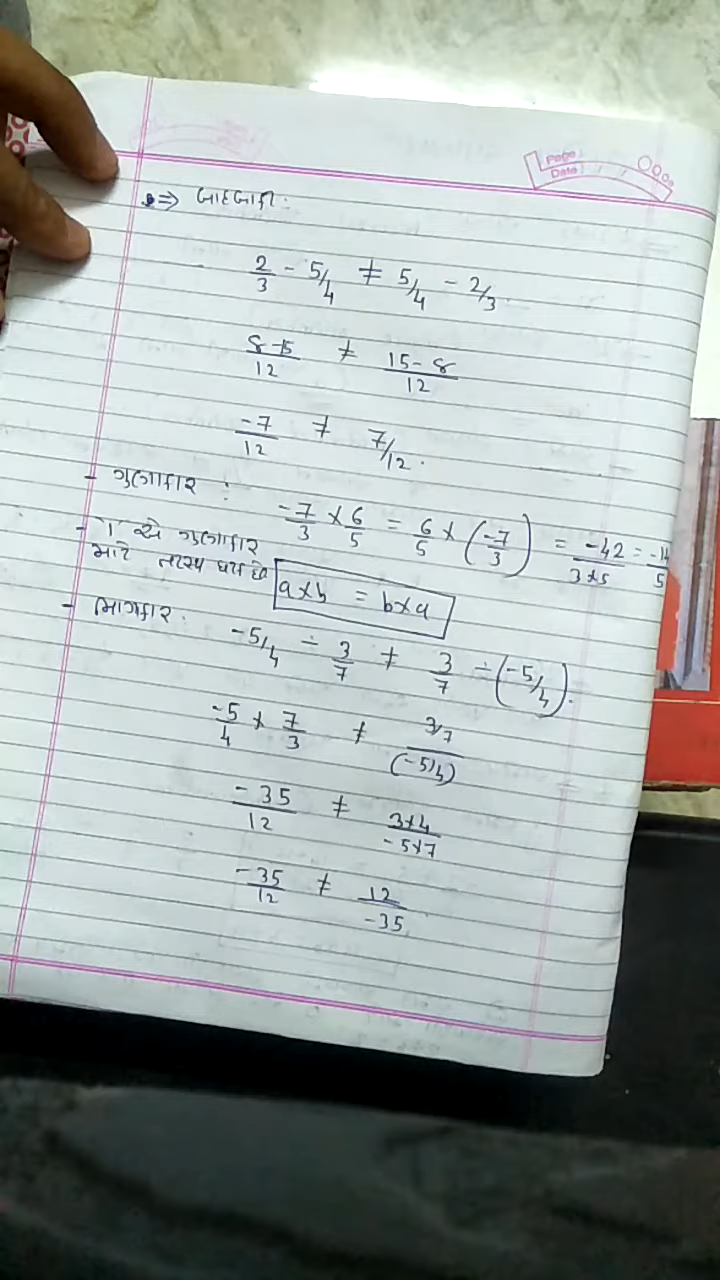 Page:
Date: / /
⇒ બાદબાકી.
2/3 - 5/4 ≠ 5/4 - 2/3.
8-15/12 ≠ 15-8/12
-7/12 ≠ 7/12.
- ગુણાકાર :
-7/3 × 6/5 = 6/5 × (-7/3) = -42/3×5 = -14/5
- 1 એ ગુણાકાર
માટે તટસ્થ ઘટક છે
a×b = b×a
- ભાગાકાર.
-5/4 ÷ 3/7 ≠ 3/7 ÷ (-5/4).
-5/4 × 7/3 ≠ 3/7/(-5/4)
-35/12 ≠ 3×4/-5×7
-35/12 ≠ 12/-35